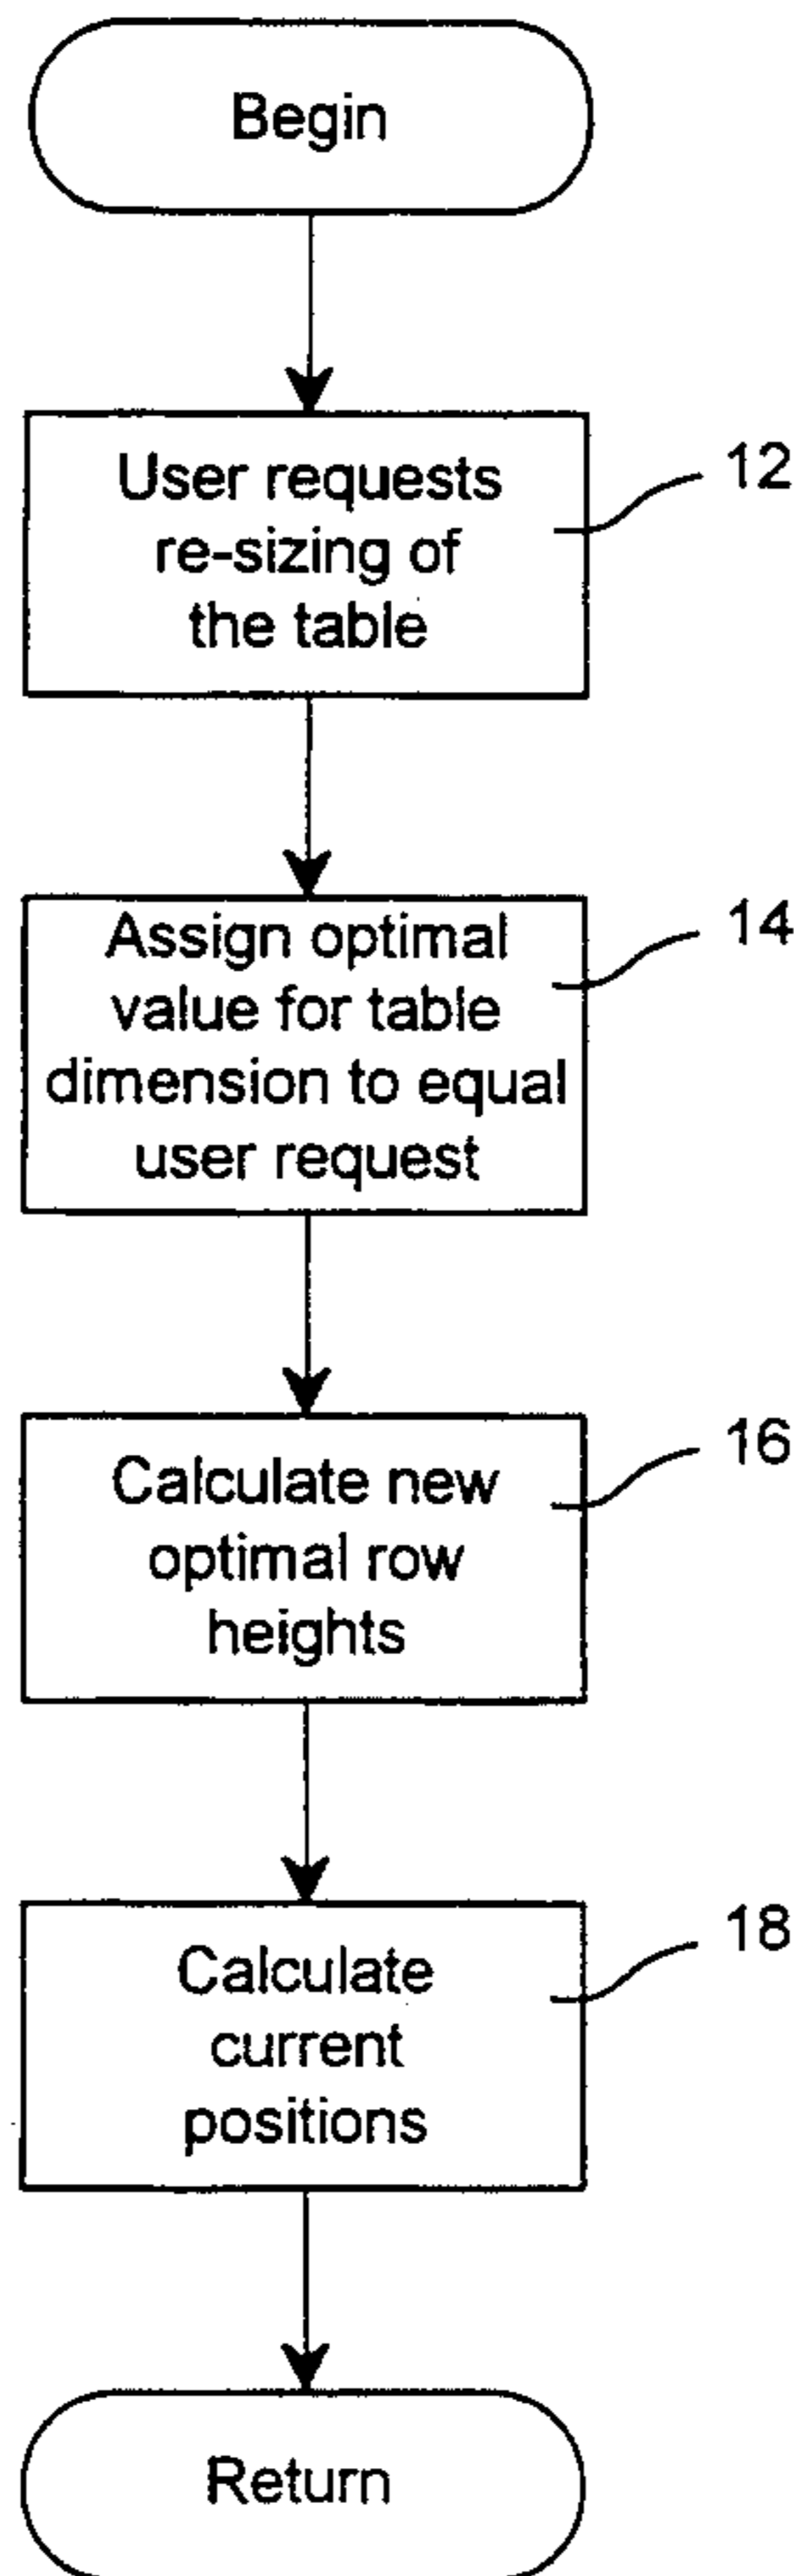 Begin
User requests
re-sizing of
the table
12
Assign optimal
value for table
dimension to equal
user request
14
Calculate new
optimal row
heights
16
Calculate
current
positions
18
Return